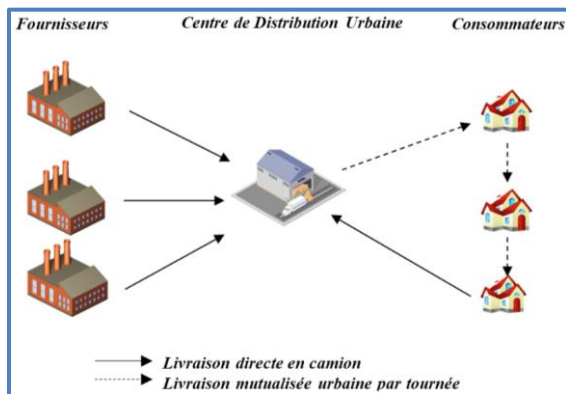 Fournisseurs Centre de Distribution Urbaine Consommateurs
Livraison directe en camion
Livraison mutualisée urbaine par tournée